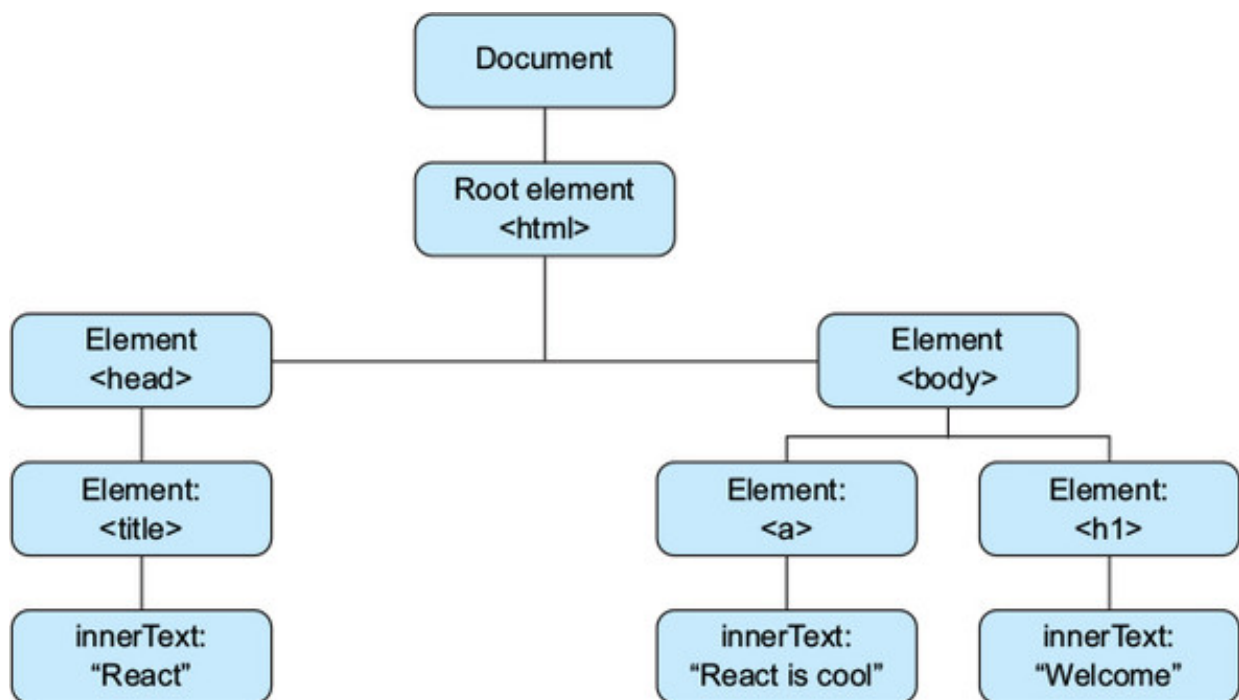 Document
Root element
<html>
Element
<head>
Element
<body>
Element:
<title>
Element:
<a>
Element:
<h1>
innerText:
“React”
innerText:
“React is cool”
innerText:
“Welcome”